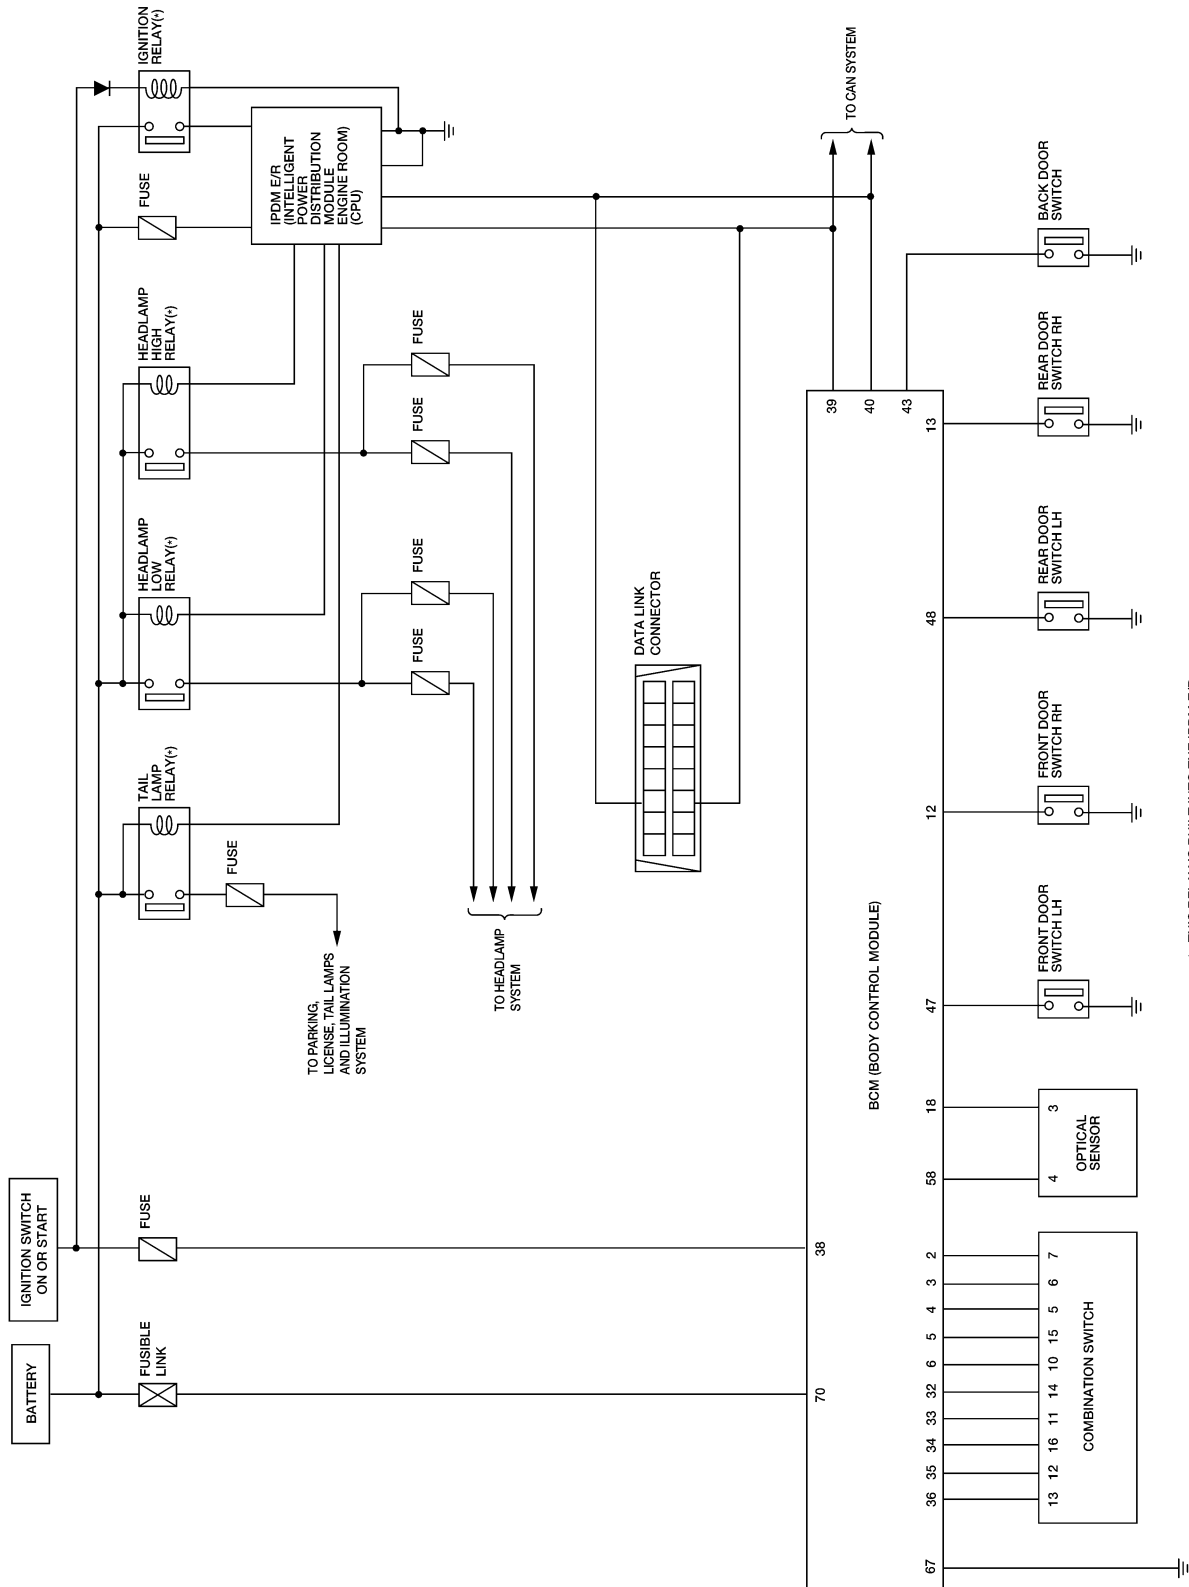 BATTERY
FUSIBLE
LINK
70
IGNITION SWITCH
ON OR START
FUSE
38
TAIL
LAMP
RELAY(*)
FUSE
TO PARKING,
LICENSE, TAIL LAMPS
AND ILLUMINATION
SYSTEM
HEADLAMP
LOW
RELAY(*)
FUSE
FUSE
HEADLAMP
HIGH
RELAY(*)
FUSE
FUSE
TO HEADLAMP
SYSTEM
FUSE
IGNITION
RELAY(*)
IPDM E/R
(INTELLIGENT
POWER
DISTRIBUTION
MODULE
ENGINE ROOM)
(CPU)
DATA LINK
CONNECTOR
TO CAN SYSTEM
39
40
43
BCM (BODY CONTROL MODULE)
67
36
35
34
33
32
6
5
4
3
2
58
18
47
12
48
13
13
12
16
11
14
10
15
5
6
7
COMBINATION SWITCH
4
3
OPTICAL
SENSOR
FRONT DOOR
SWITCH LH
FRONT DOOR
SWITCH RH
REAR DOOR
SWITCH LH
REAR DOOR
SWITCH RH
BACK DOOR
SWITCH